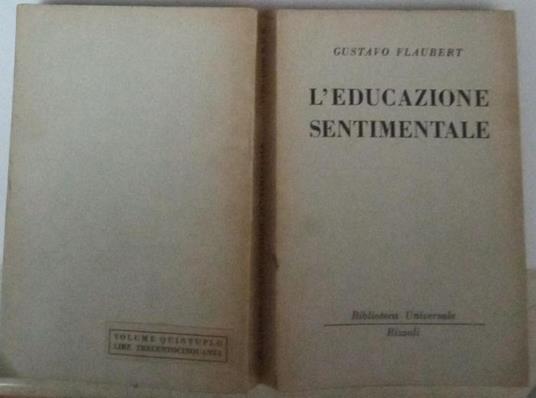 GUSTAVO FLAUBERT
L'EDUCAZIONE
SENTIMENTALE
Biblioteca Universale
Rizzoli
VOLUME QUINTUPLO
LIRE TRECENTOCINQUANTA